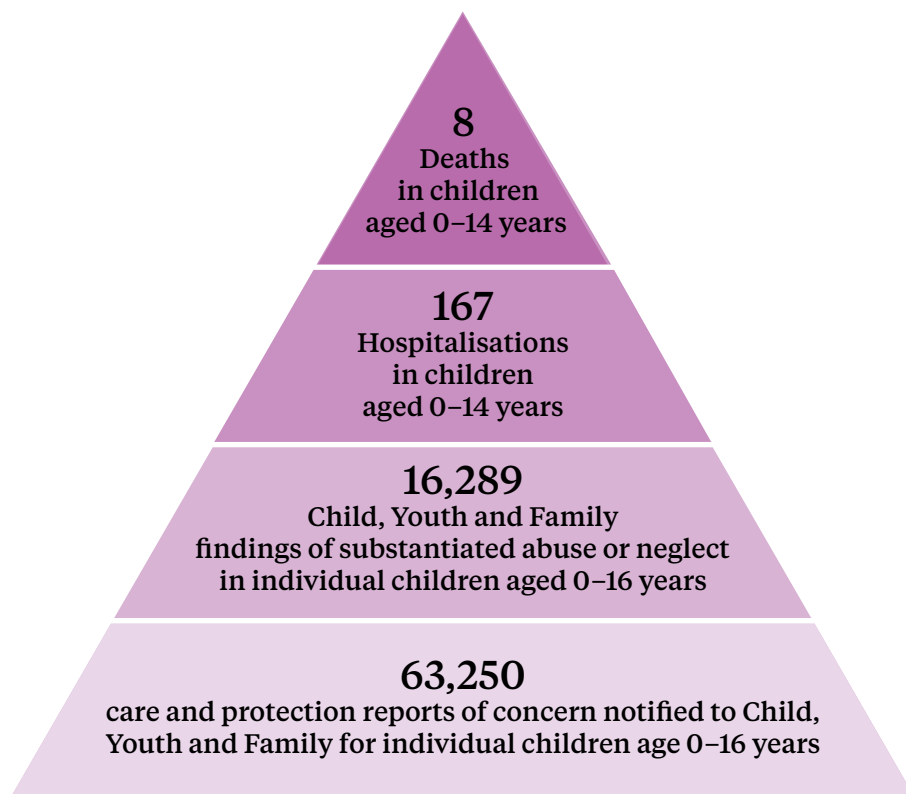 8
Deaths
in children
aged 0–14 years
167
Hospitalisations
in children
aged 0–14 years
16,289
Child, Youth and Family
findings of substantiated abuse or neglect
in individual children aged 0–16 years
63,250
care and protection reports of concern notified to Child,
Youth and Family for individual children age 0–16 years